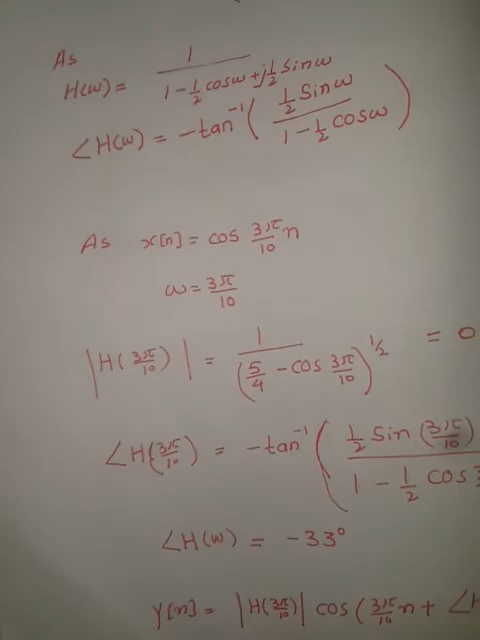 As
H(ω) = 1 / (1 - 1/2 cosω + j 1/2 Sinω)
∠H(ω) = -tan⁻¹ ( (1/2 Sinω) / (1 - 1/2 cosω) )
As x[n] = cos 3π/10 n
ω = 3π/10
|H(3π/10)| = 1 / (5/4 - cos 3π/10)^1/2 = 0
∠H(3π/10) = -tan⁻¹ ( 1/2 Sin (3π/10) / 1 - 1/2 cos 3
∠H(ω) = -33°
Y[n] = |H(3π/10)| cos (3π/10 n + ∠H